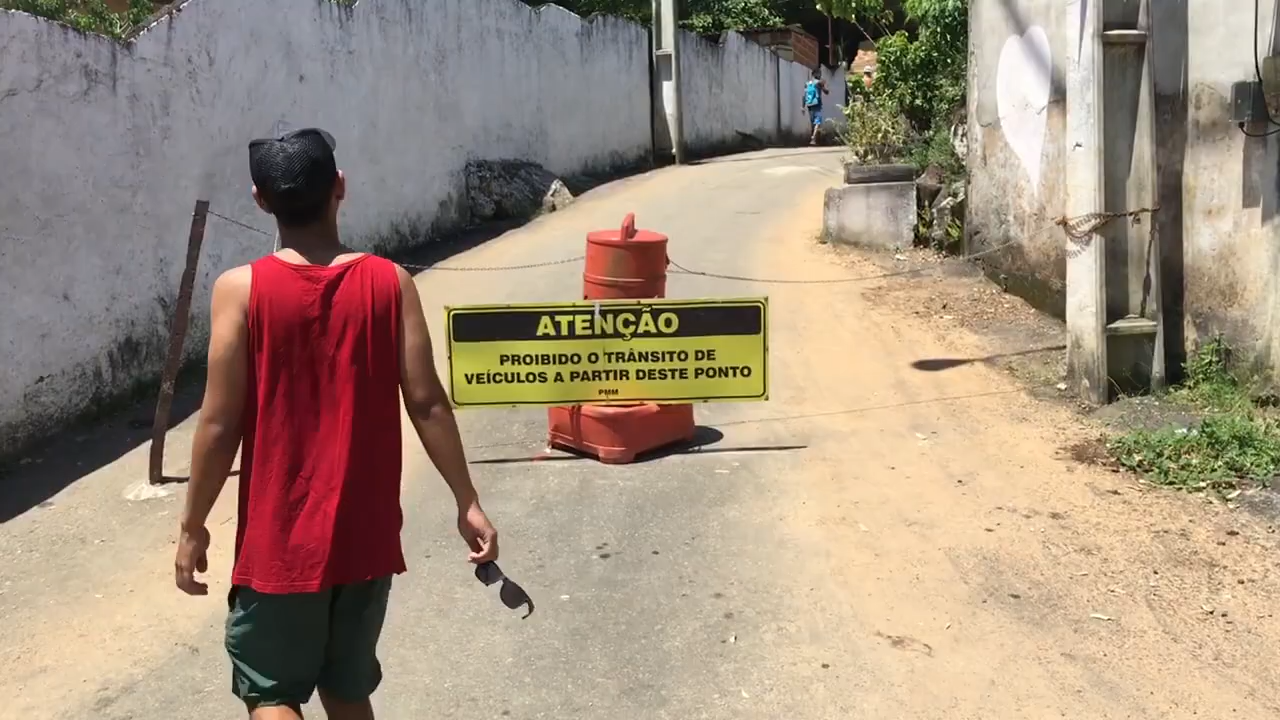 ATENÇÃO
PROIBIDO O TRÂNSITO DE
VEÍCULOS A PARTIR DESTE PONTO
PMM